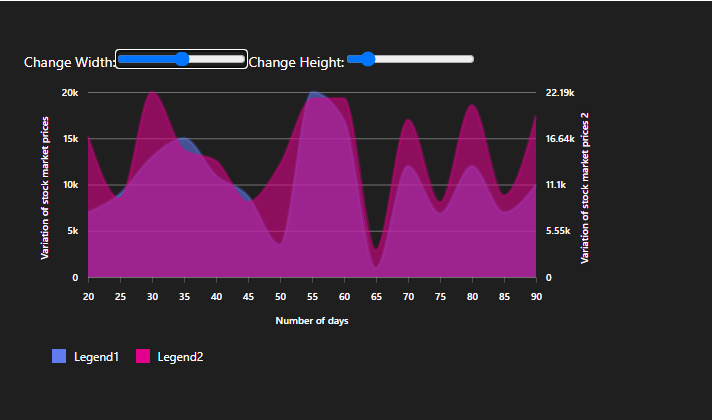 Change Width: Change Height:
20k 22.19k
15k 16.64k
10k 11.1k
5k 5.55k
0 0
Variation of stock market prices
Variation of stock market prices 2
20 25 30 35 40 45 50 55 60 65 70 75 80 85 90
Number of days
Legend1 Legend2